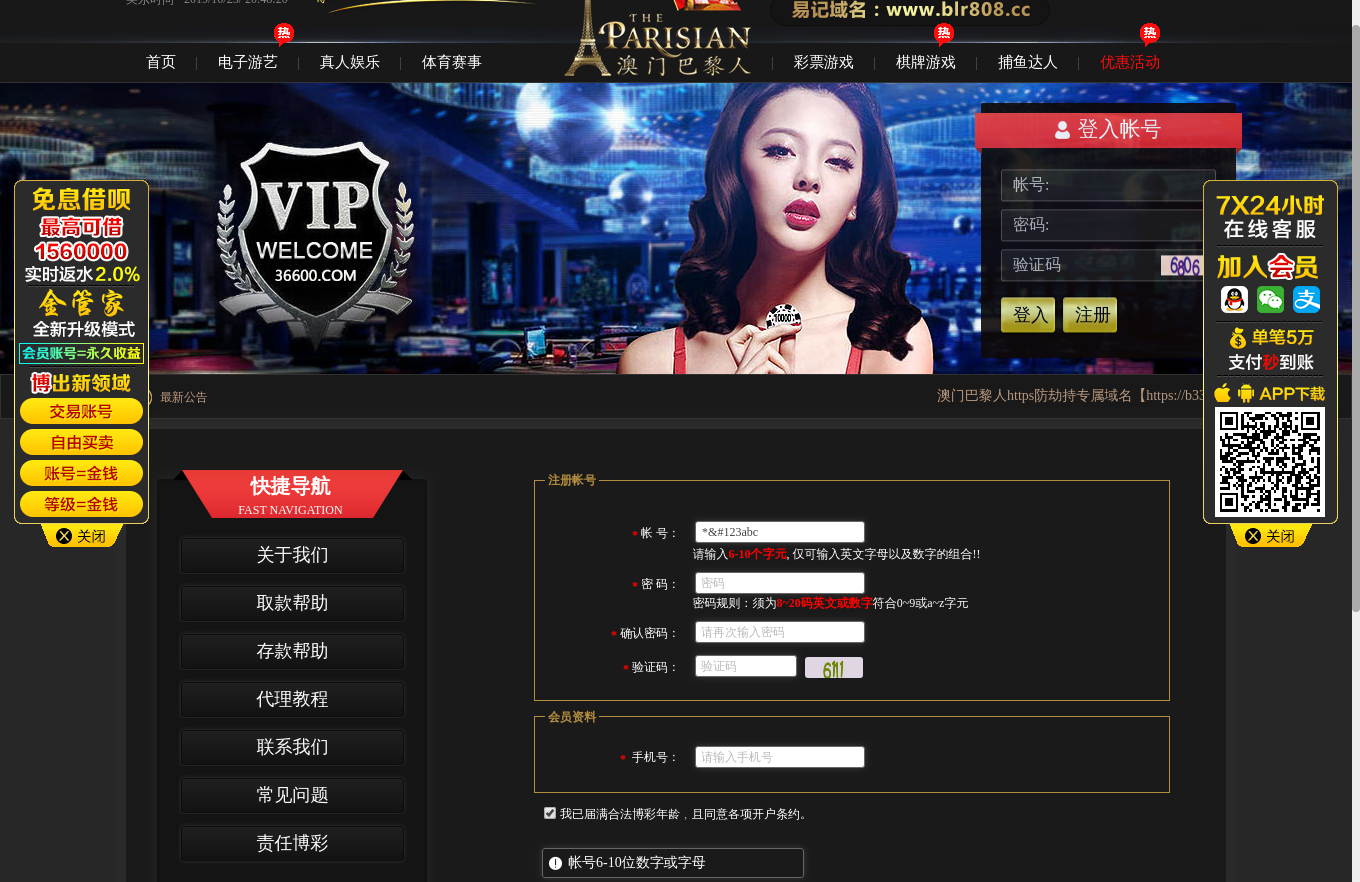 美东时间 2019/10/23/ 20:48:20
易记域名：www.blr808.cc
热
热
热
THE
PARISIAN
澳门巴黎人
首页
电子游艺
真人娱乐
体育赛事
彩票游戏
棋牌游戏
捕鱼达人
优惠活动
VIP
WELCOME
36600.COM
10000
登入帐号
帐号:
密码:
验证码
6806
登入
注册
免息借呗
最高可借
1560000
实时返水2.0%
金管家
全新升级模式
会员账号=永久收益
博出新领域
交易账号
自由买卖
账号=金钱
等级=金钱
关闭
7X24小时
在线客服
加入会员
支
单笔5万
支付秒到账
APP下载
关闭
最新公告
澳门巴黎人https防劫持专属域名【https://b33
快捷导航
FAST NAVIGATION
关于我们
取款帮助
存款帮助
代理教程
联系我们
常见问题
责任博彩
注册帐号
* 帐 号： *&#123abc
请输入6-10个字元, 仅可输入英文字母以及数字的组合!!
* 密 码： 密码
密码规则：须为8~20码英文或数字符合0~9或a~z字元
* 确认密码： 请再次输入密码
* 验证码： 验证码 6111
会员资料
* 手机号： 请输入手机号
我已届满合法博彩年龄﹐且同意各项开户条约。
帐号6-10位数字或字母